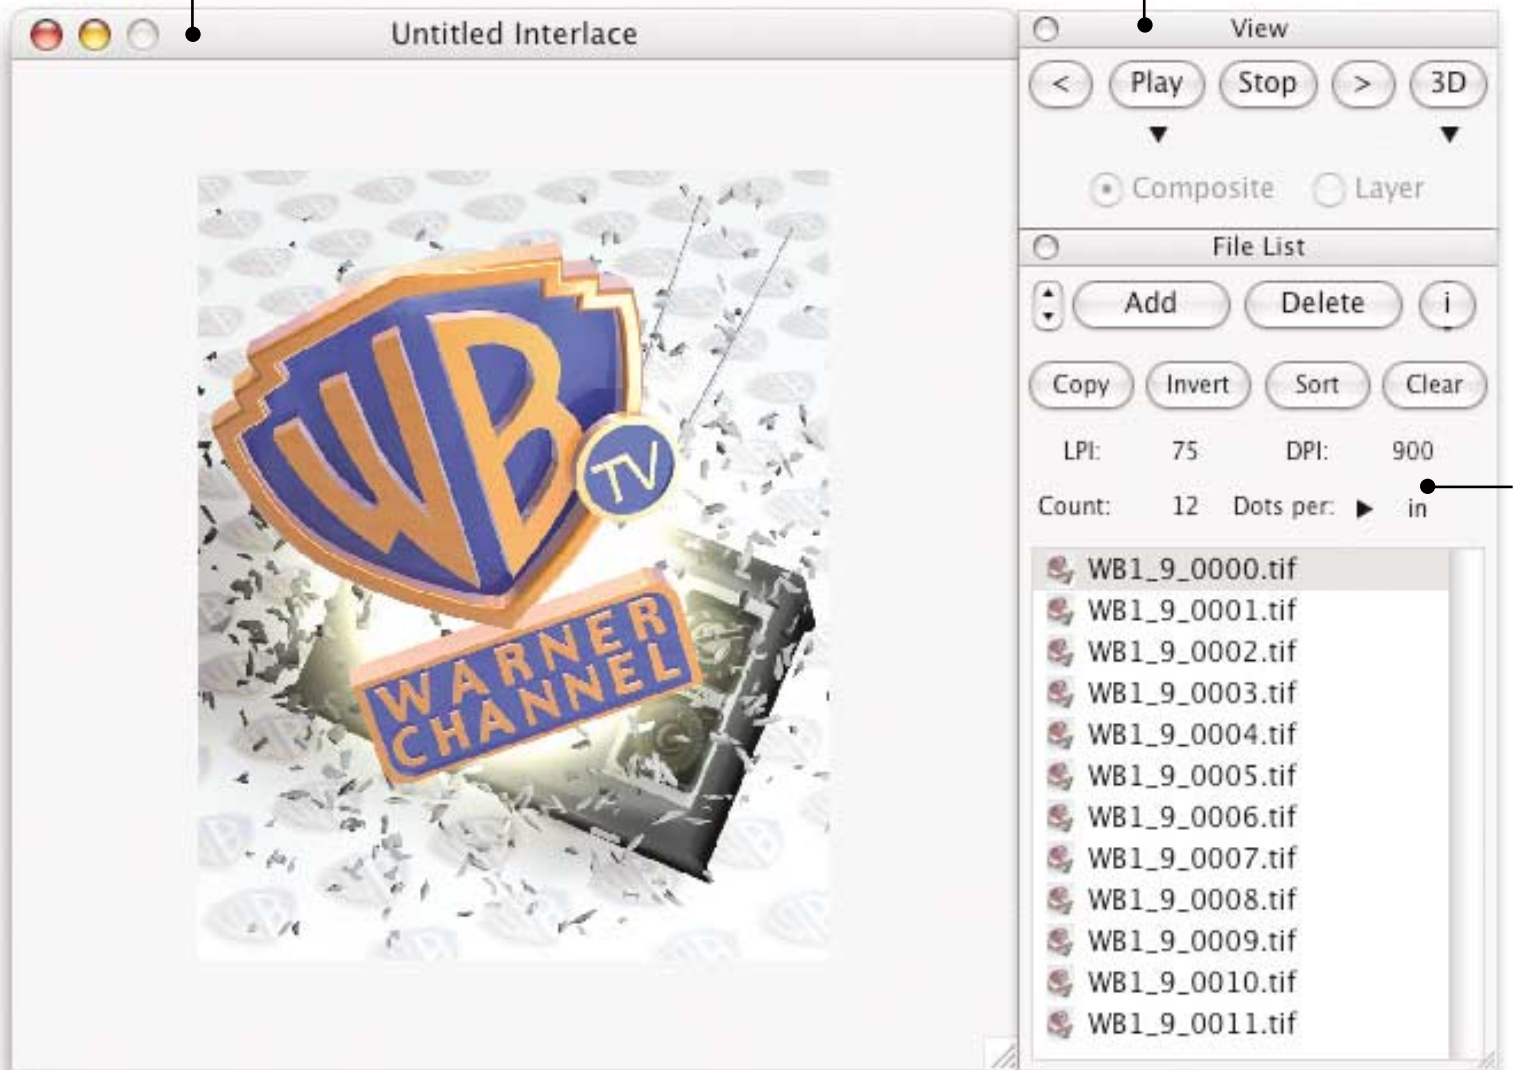 Untitled Interlace
WB
TV
WARNER
CHANNEL
View
< Play Stop > 3D
Composite Layer
File List
Add Delete i
Copy Invert Sort Clear
LPI: 75 DPI: 900
Count: 12 Dots per: in
WB1_9_0000.tif
WB1_9_0001.tif
WB1_9_0002.tif
WB1_9_0003.tif
WB1_9_0004.tif
WB1_9_0005.tif
WB1_9_0006.tif
WB1_9_0007.tif
WB1_9_0008.tif
WB1_9_0009.tif
WB1_9_0010.tif
WB1_9_0011.tif